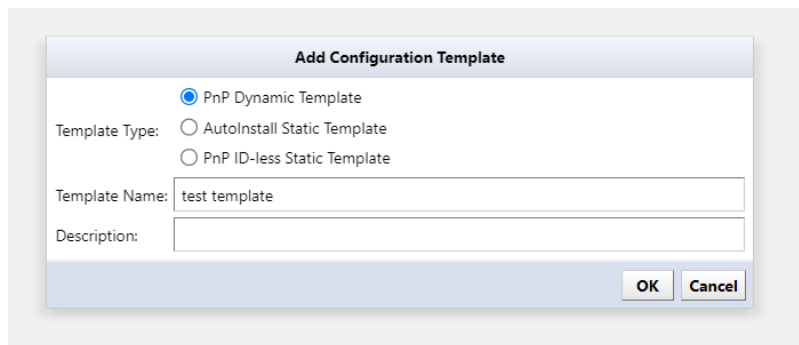 Add Configuration Template
PnP Dynamic Template
Template Type:
AutoInstall Static Template
PnP ID-less Static Template
Template Name: test template
Description:
OK Cancel